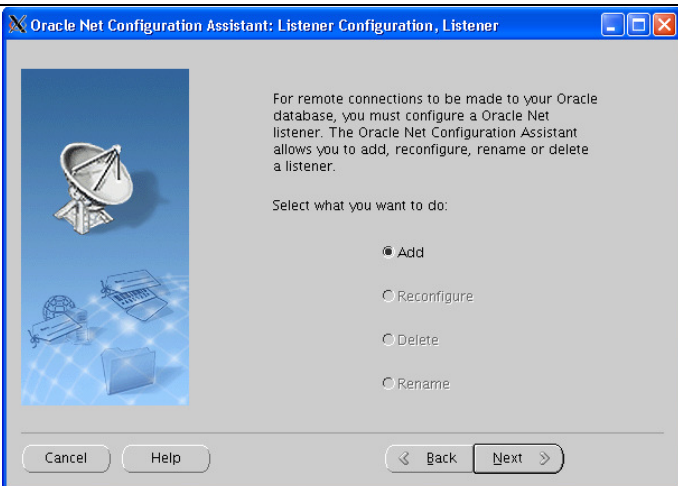 Oracle Net Configuration Assistant: Listener Configuration, Listener
For remote connections to be made to your Oracle
database, you must configure a Oracle Net
listener. The Oracle Net Configuration Assistant
allows you to add, reconfigure, rename or delete
a listener.
Select what you want to do:
Add
Reconfigure
Delete
Rename
Cancel Help Back Next